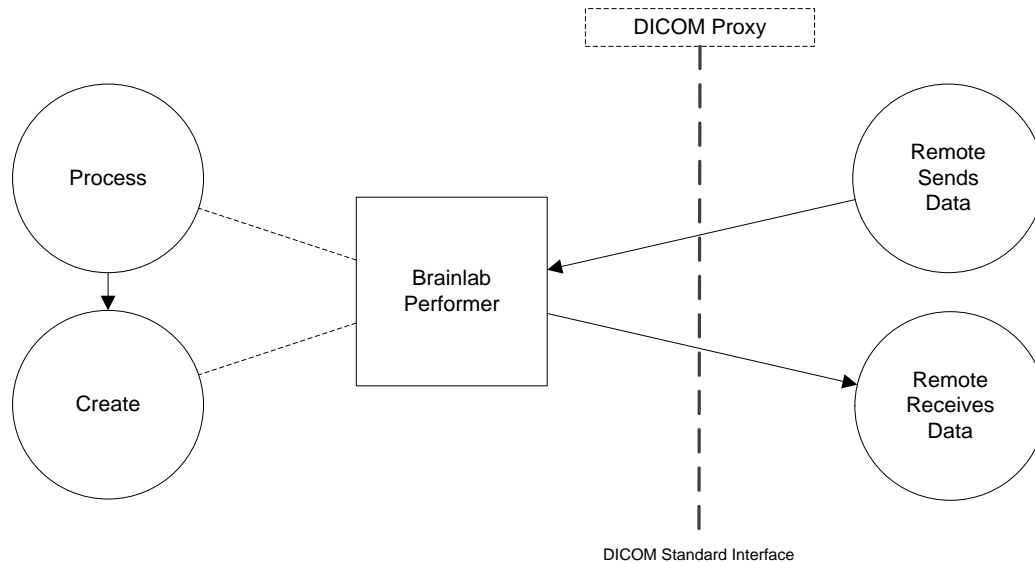 DICOM Proxy
Process
Remote
Sends
Data
Brainlab
Performer
Create
Remote
Receives
Data
DICOM Standard Interface